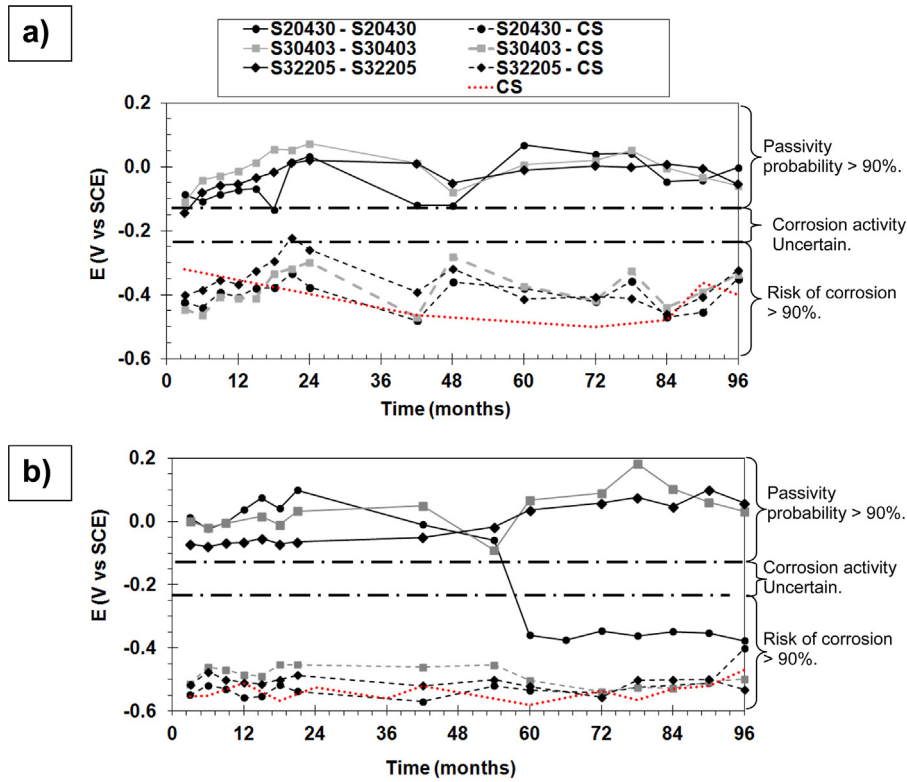 a)
S20430 - S20430
S20430 - CS
S30403 - S30403
S30403 - CS
S32205 - S32205
S32205 - CS
CS
0.2
0.0
-0.2
-0.4
-0.6
E (V vs SCE)
0 12 24 36 48 60 72 84 96
Time (months)
Passivity
probability > 90%.
Corrosion activity
Uncertain.
Risk of corrosion
> 90%.
b)
0.2
0.0
-0.2
-0.4
-0.6
E (V vs SCE)
0 12 24 36 48 60 72 84 96
Time (months)
Passivity
probability > 90%.
Corrosion activity
Uncertain.
Risk of corrosion
> 90%.